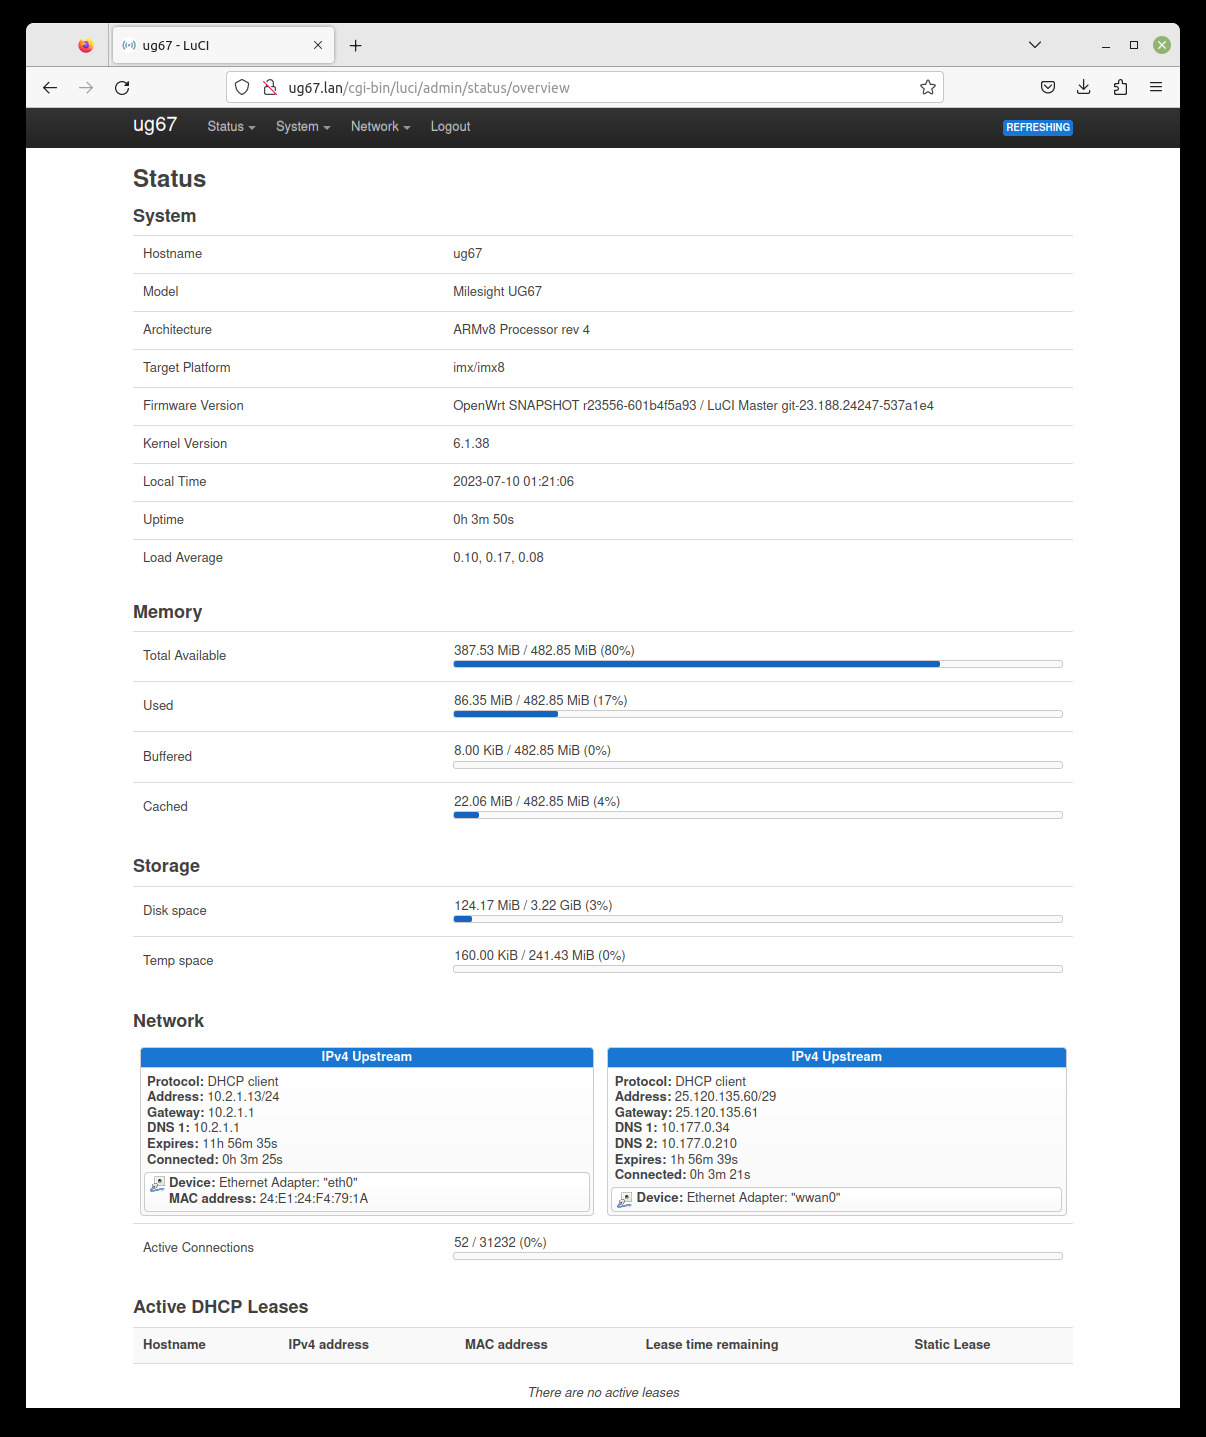 ug67 - LuCI
ug67.lan/cgi-bin/luci/admin/status/overview
ug67 Status System Network Logout REFRESHING
Status
System
Hostname ug67
Model Milesight UG67
Architecture ARMv8 Processor rev 4
Target Platform imx/imx8
Firmware Version OpenWrt SNAPSHOT r23556-601b4f5a93 / LuCI Master git-23.188.24247-537a1e4
Kernel Version 6.1.38
Local Time 2023-07-10 01:21:06
Uptime 0h 3m 50s
Load Average 0.10, 0.17, 0.08
Memory
Total Available 387.53 MiB / 482.85 MiB (80%)
Used 86.35 MiB / 482.85 MiB (17%)
Buffered 8.00 KiB / 482.85 MiB (0%)
Cached 22.06 MiB / 482.85 MiB (4%)
Storage
Disk space 124.17 MiB / 3.22 GiB (3%)
Temp space 160.00 KiB / 241.43 MiB (0%)
Network
IPv4 Upstream
Protocol: DHCP client
Address: 10.2.1.13/24
Gateway: 10.2.1.1
DNS 1: 10.2.1.1
Expires: 11h 56m 35s
Connected: 0h 3m 25s
Device: Ethernet Adapter: "eth0"
MAC address: 24:E1:24:F4:79:1A
IPv4 Upstream
Protocol: DHCP client
Address: 25.120.135.60/29
Gateway: 25.120.135.61
DNS 1: 10.177.0.34
DNS 2: 10.177.0.210
Expires: 1h 56m 39s
Connected: 0h 3m 21s
Device: Ethernet Adapter: "wwan0"
Active Connections 52 / 31232 (0%)
Active DHCP Leases
Hostname IPv4 address MAC address Lease time remaining Static Lease
There are no active leases